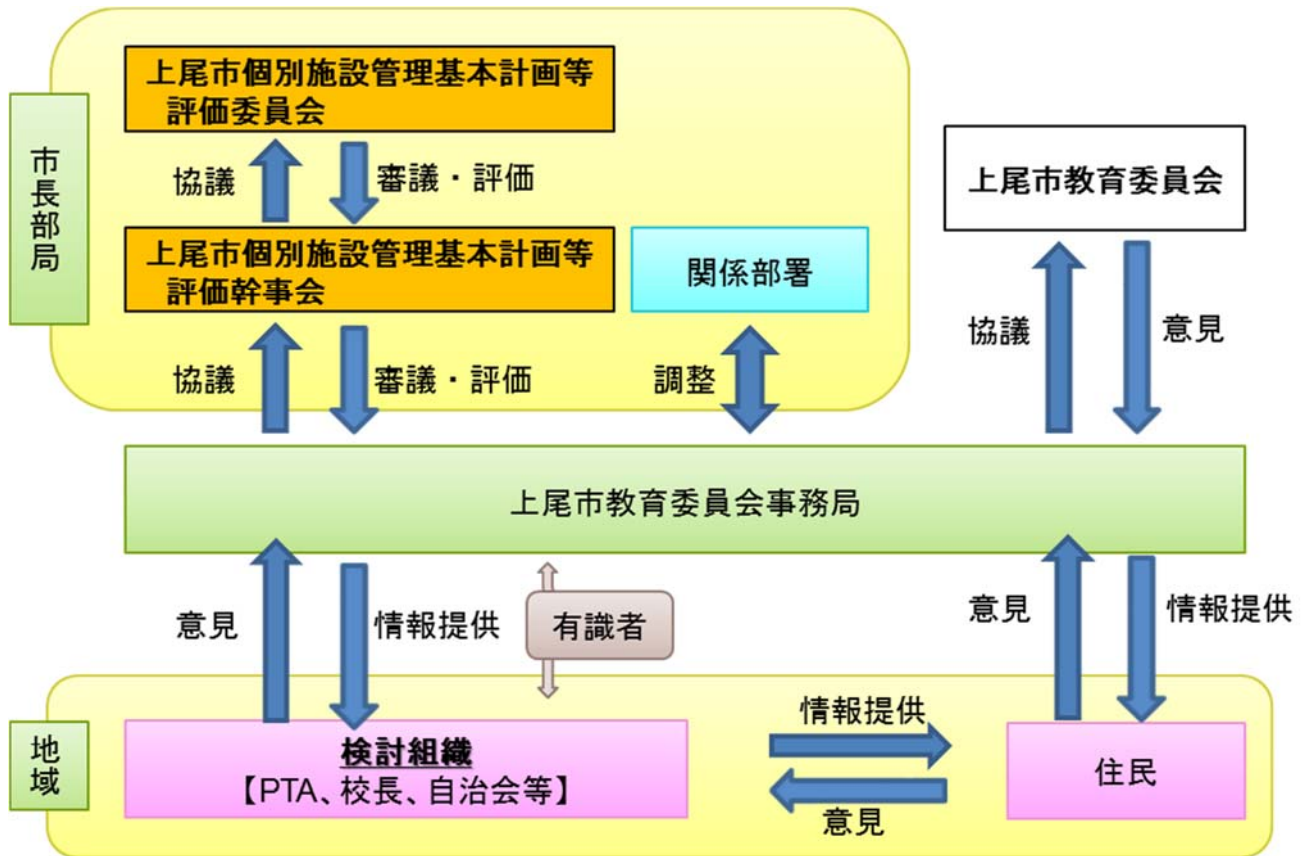 市長部局
上尾市個別施設管理基本計画等
評価委員会
協議
審議・評価
上尾市個別施設管理基本計画等
評価幹事会
関係部署
協議
審議・評価
調整
上尾市教育委員会
協議
意見
上尾市教育委員会事務局
意見
情報提供
有識者
意見
情報提供
地域
検討組織
【PTA、校長、自治会等】
情報提供
意見
住民